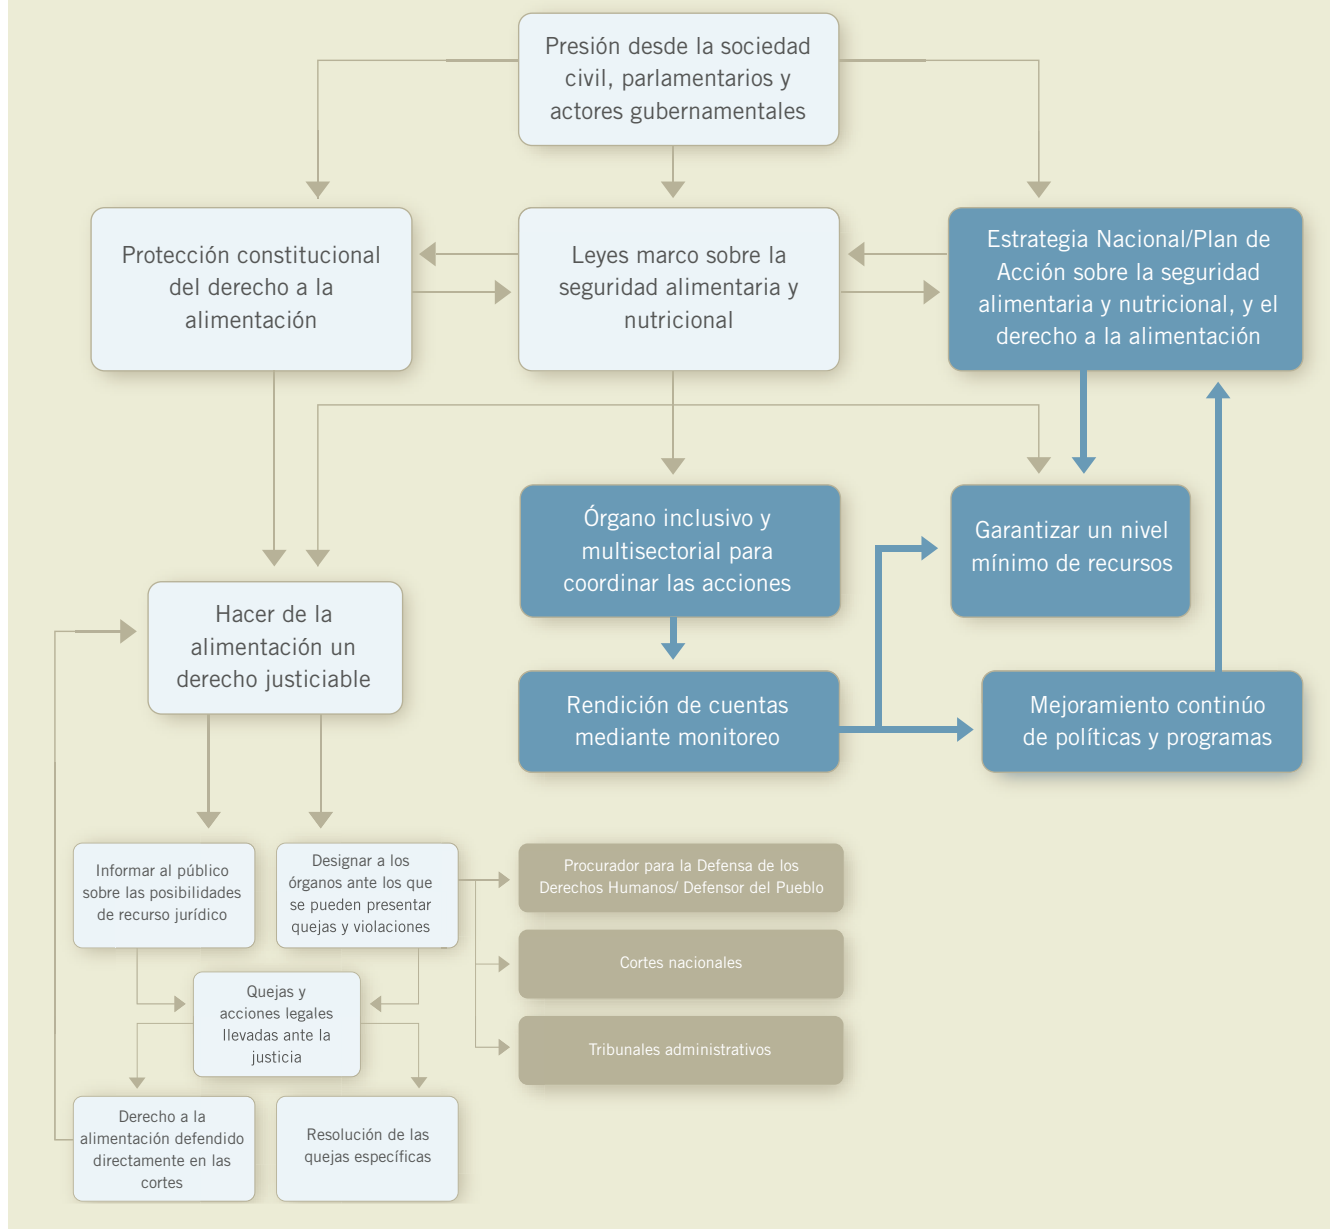 Presión desde la sociedad
civil, parlamentarios y
actores gubernamentales
Protección constitucional
del derecho a la
alimentación
Leyes marco sobre la
seguridad alimentaria y
nutricional
Estrategia Nacional/Plan de
Acción sobre la seguridad
alimentaria y nutricional, y el
derecho a la alimentación
Órgano inclusivo y
multisectorial para
coordinar las acciones
Garantizar un nivel
mínimo de recursos
Hacer de la
alimentación un
derecho justiciable
Rendición de cuentas
mediante monitoreo
Mejoramiento continúo
de políticas y programas
Informar al público
sobre las posibilidades
de recurso jurídico
Designar a los
órganos ante los que
se pueden presentar
quejas y violaciones
Procurador para la Defensa de los
Derechos Humanos/ Defensor del Pueblo
Cortes nacionales
Tribunales administrativos
Quejas y
acciones legales
llevadas ante la
justicia
Derecho a la
alimentación defendido
directamente en las
cortes
Resolución de las
quejas específicas